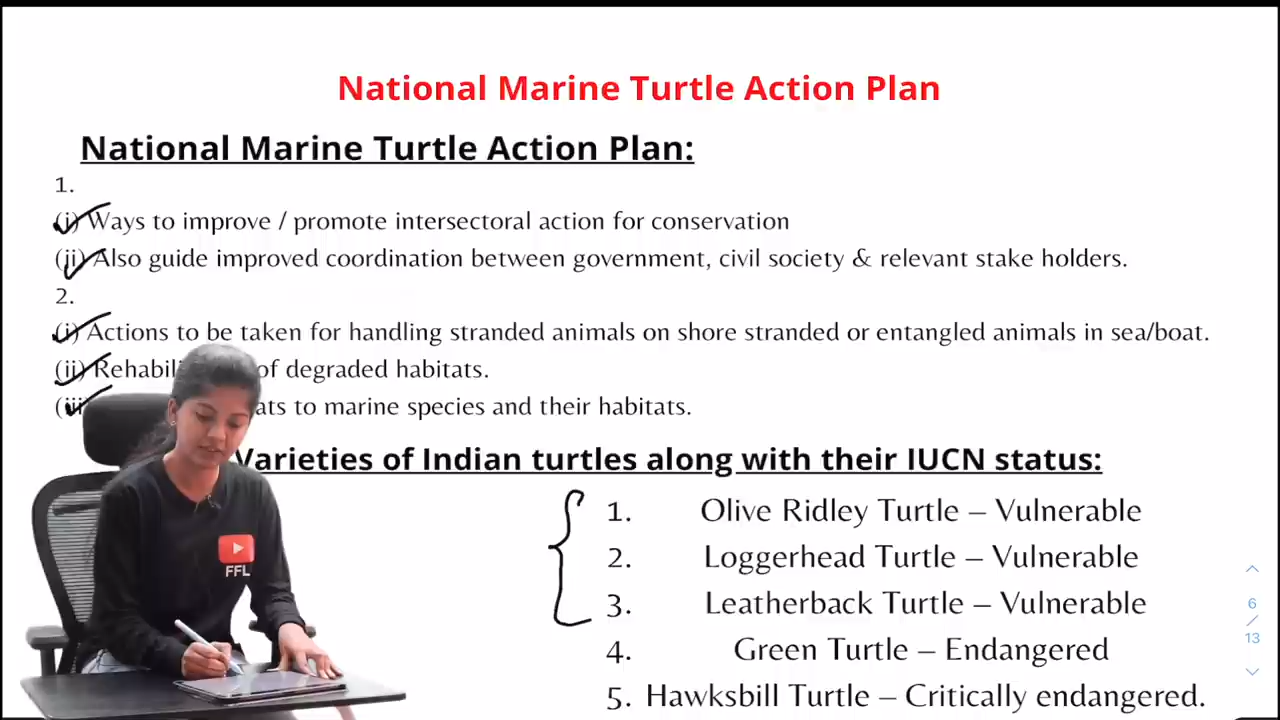 National Marine Turtle Action Plan
National Marine Turtle Action Plan:
1.
(i) Ways to improve / promote intersectoral action for conservation
(ii) Also guide improved coordination between government, civil society & relevant stake holders.
2.
(i) Actions to be taken for handling stranded animals on shore stranded or entangled animals in sea/boat.
(ii) of degraded habitats.
(iii) to marine species and their habitats.
Varieties of Indian turtles along with their IUCN status:
1. Olive Ridley Turtle – Vulnerable
2. Loggerhead Turtle – Vulnerable
3. Leatherback Turtle – Vulnerable
4. Green Turtle – Endangered
5. Hawksbill Turtle – Critically endangered.
FFL
6
/
13